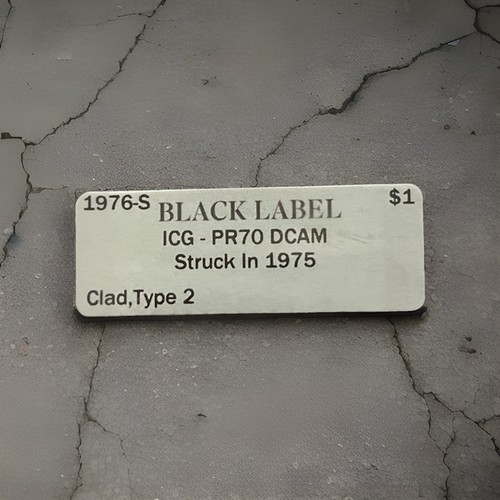 1976-S BLACK LABEL $1
ICG - PR70 DCAM
Struck In 1975
Clad,Type 2